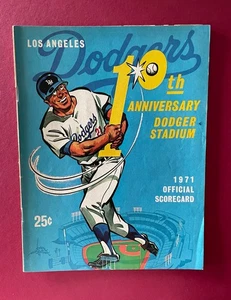 LOS ANGELES
Dodgers
10th
ANNIVERSARY
DODGER
STADIUM
1971
OFFICIAL
SCORECARD
25¢
Dodgers